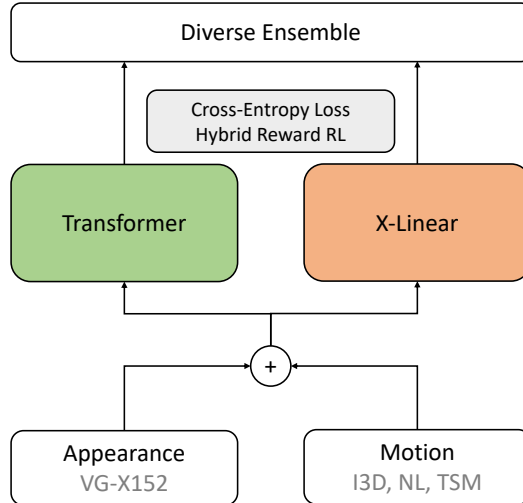 Diverse Ensemble
Cross-Entropy Loss
Hybrid Reward RL
Transformer
X-Linear
+
Appearance
VG-X152
Motion
I3D, NL, TSM